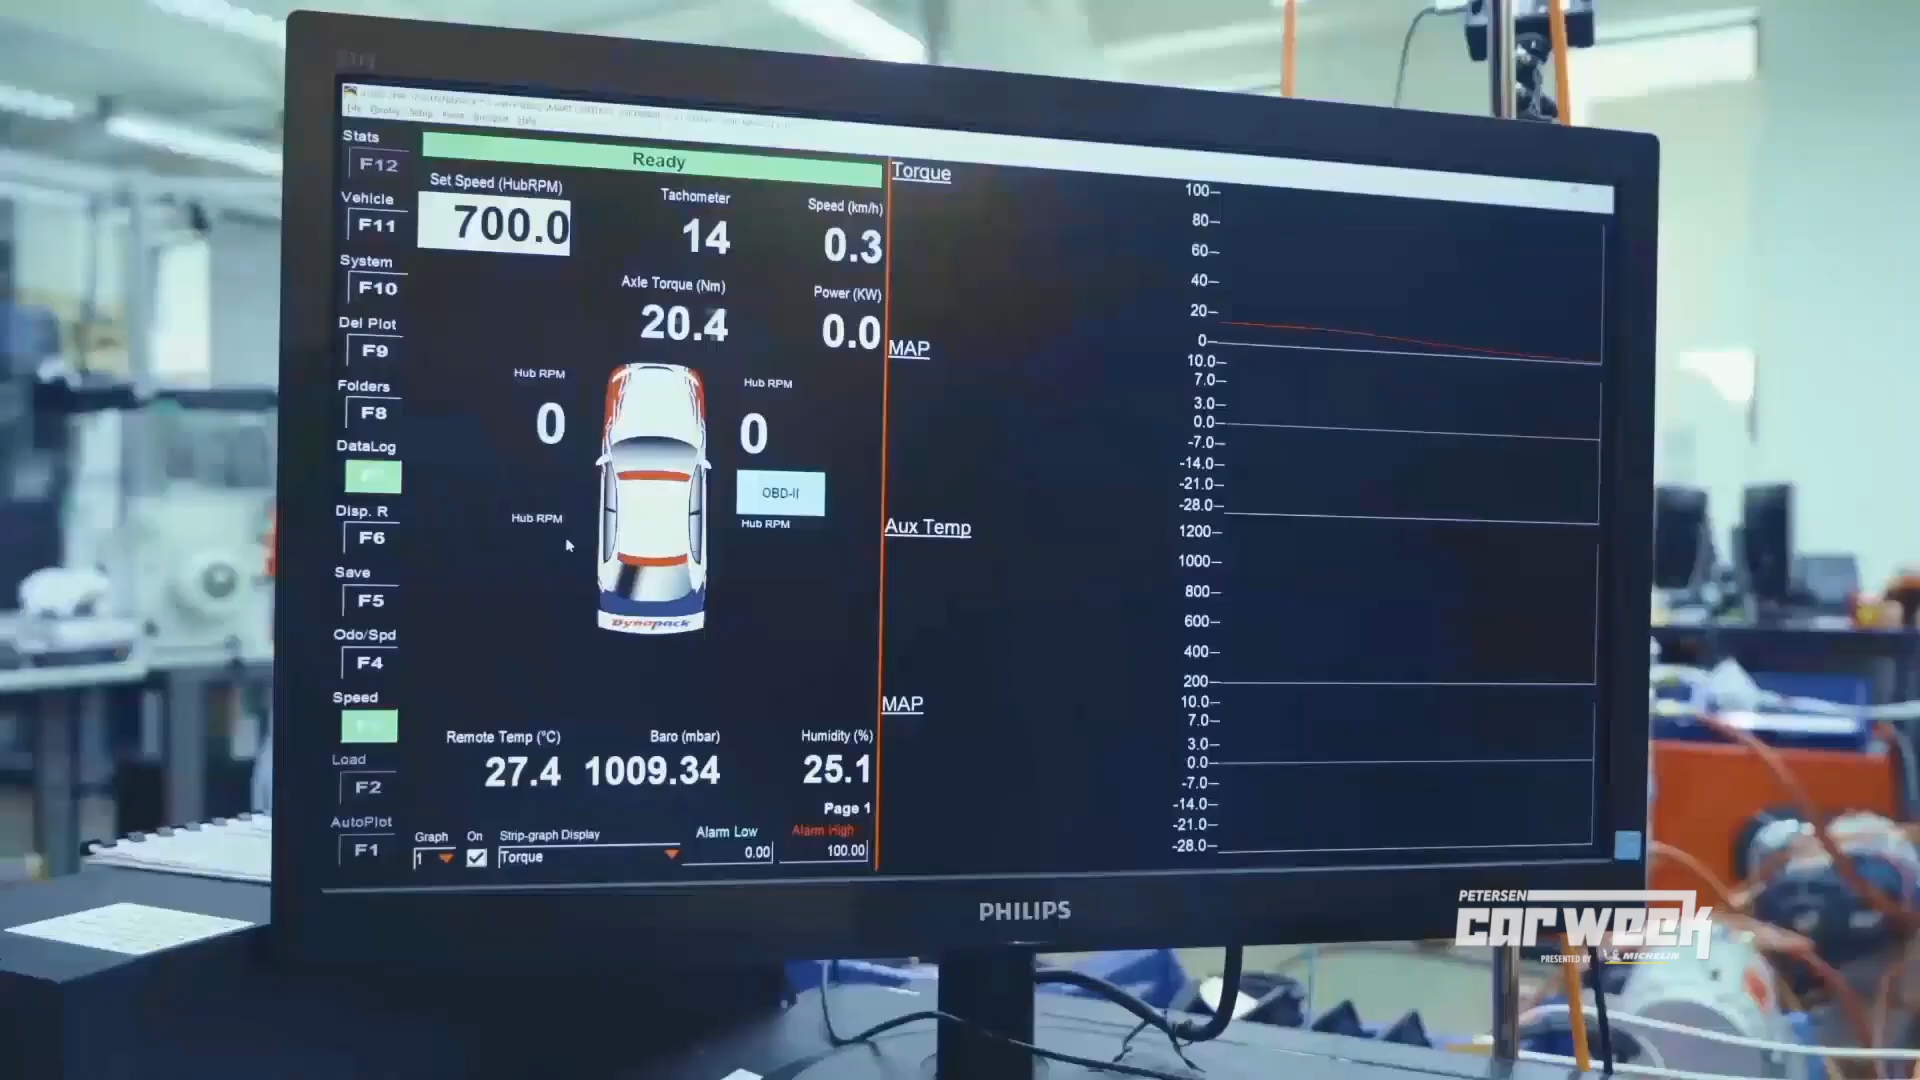 Stats
F12
Vehicle
F11
System
F10
Del Plot
F9
Folders
F8
DataLog
Disp. R
F6
Save
F5
Odo/Spd
F4
Speed
Load
F2
AutoPlot
F1
Ready
Set Speed (HubRPM)
700.0
Tachometer
14
Speed (km/h)
0.3
Axle Torque (Nm)
20.4
Power (KW)
0.0
Hub RPM
0
Hub RPM
0
OBD-II
Hub RPM
Hub RPM
Dynapack
Remote Temp (°C)
27.4
Baro (mbar)
1009.34
Humidity (%)
25.1
Page 1
Graph
1
On
Strip-graph Display
Torque
Alarm Low
0.00
Alarm High
100.00
Torque
100
80
60
40
20
0
MAP
10.0
7.0
3.0
0.0
-7.0
-14.0
-21.0
-28.0
Aux Temp
1200
1000
800
600
400
200
MAP
10.0
7.0
3.0
0.0
-7.0
-14.0
-21.0
-28.0
PHILIPS
PETERSEN
car week
PRESENTED BY MICHELIN